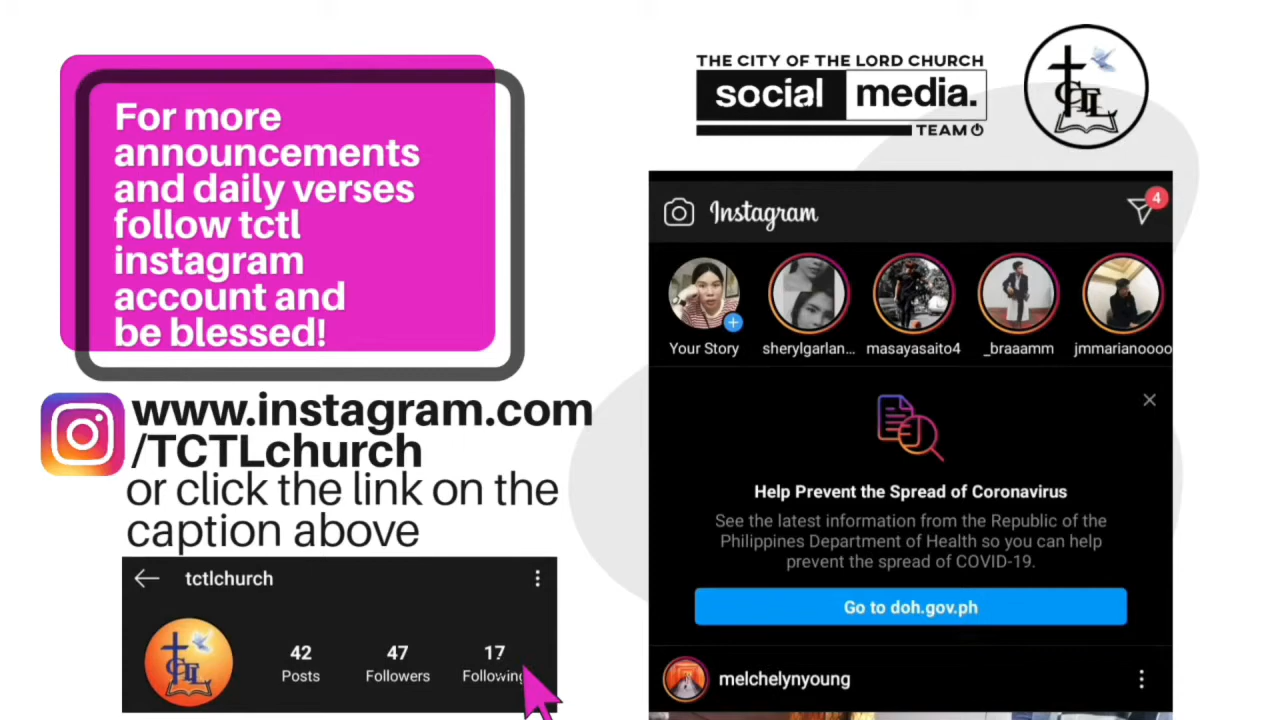 For more
announcements
and daily verses
follow tctl
instagram
account and
be blessed!
www.instagram.com
/TCTLchurch
or click the link on the
caption above
tctlchurch
42
Posts
47
Followers
17
Following
THE CITY OF THE LORD CHURCH
social media.
TEAM
TCTL
Instagram
4
Your Story
sherylgarlan...
masayasaito4
_braaamm
jmmarianoooo
Help Prevent the Spread of Coronavirus
See the latest information from the Republic of the
Philippines Department of Health so you can help
prevent the spread of COVID-19.
Go to doh.gov.ph
melchelynyoung